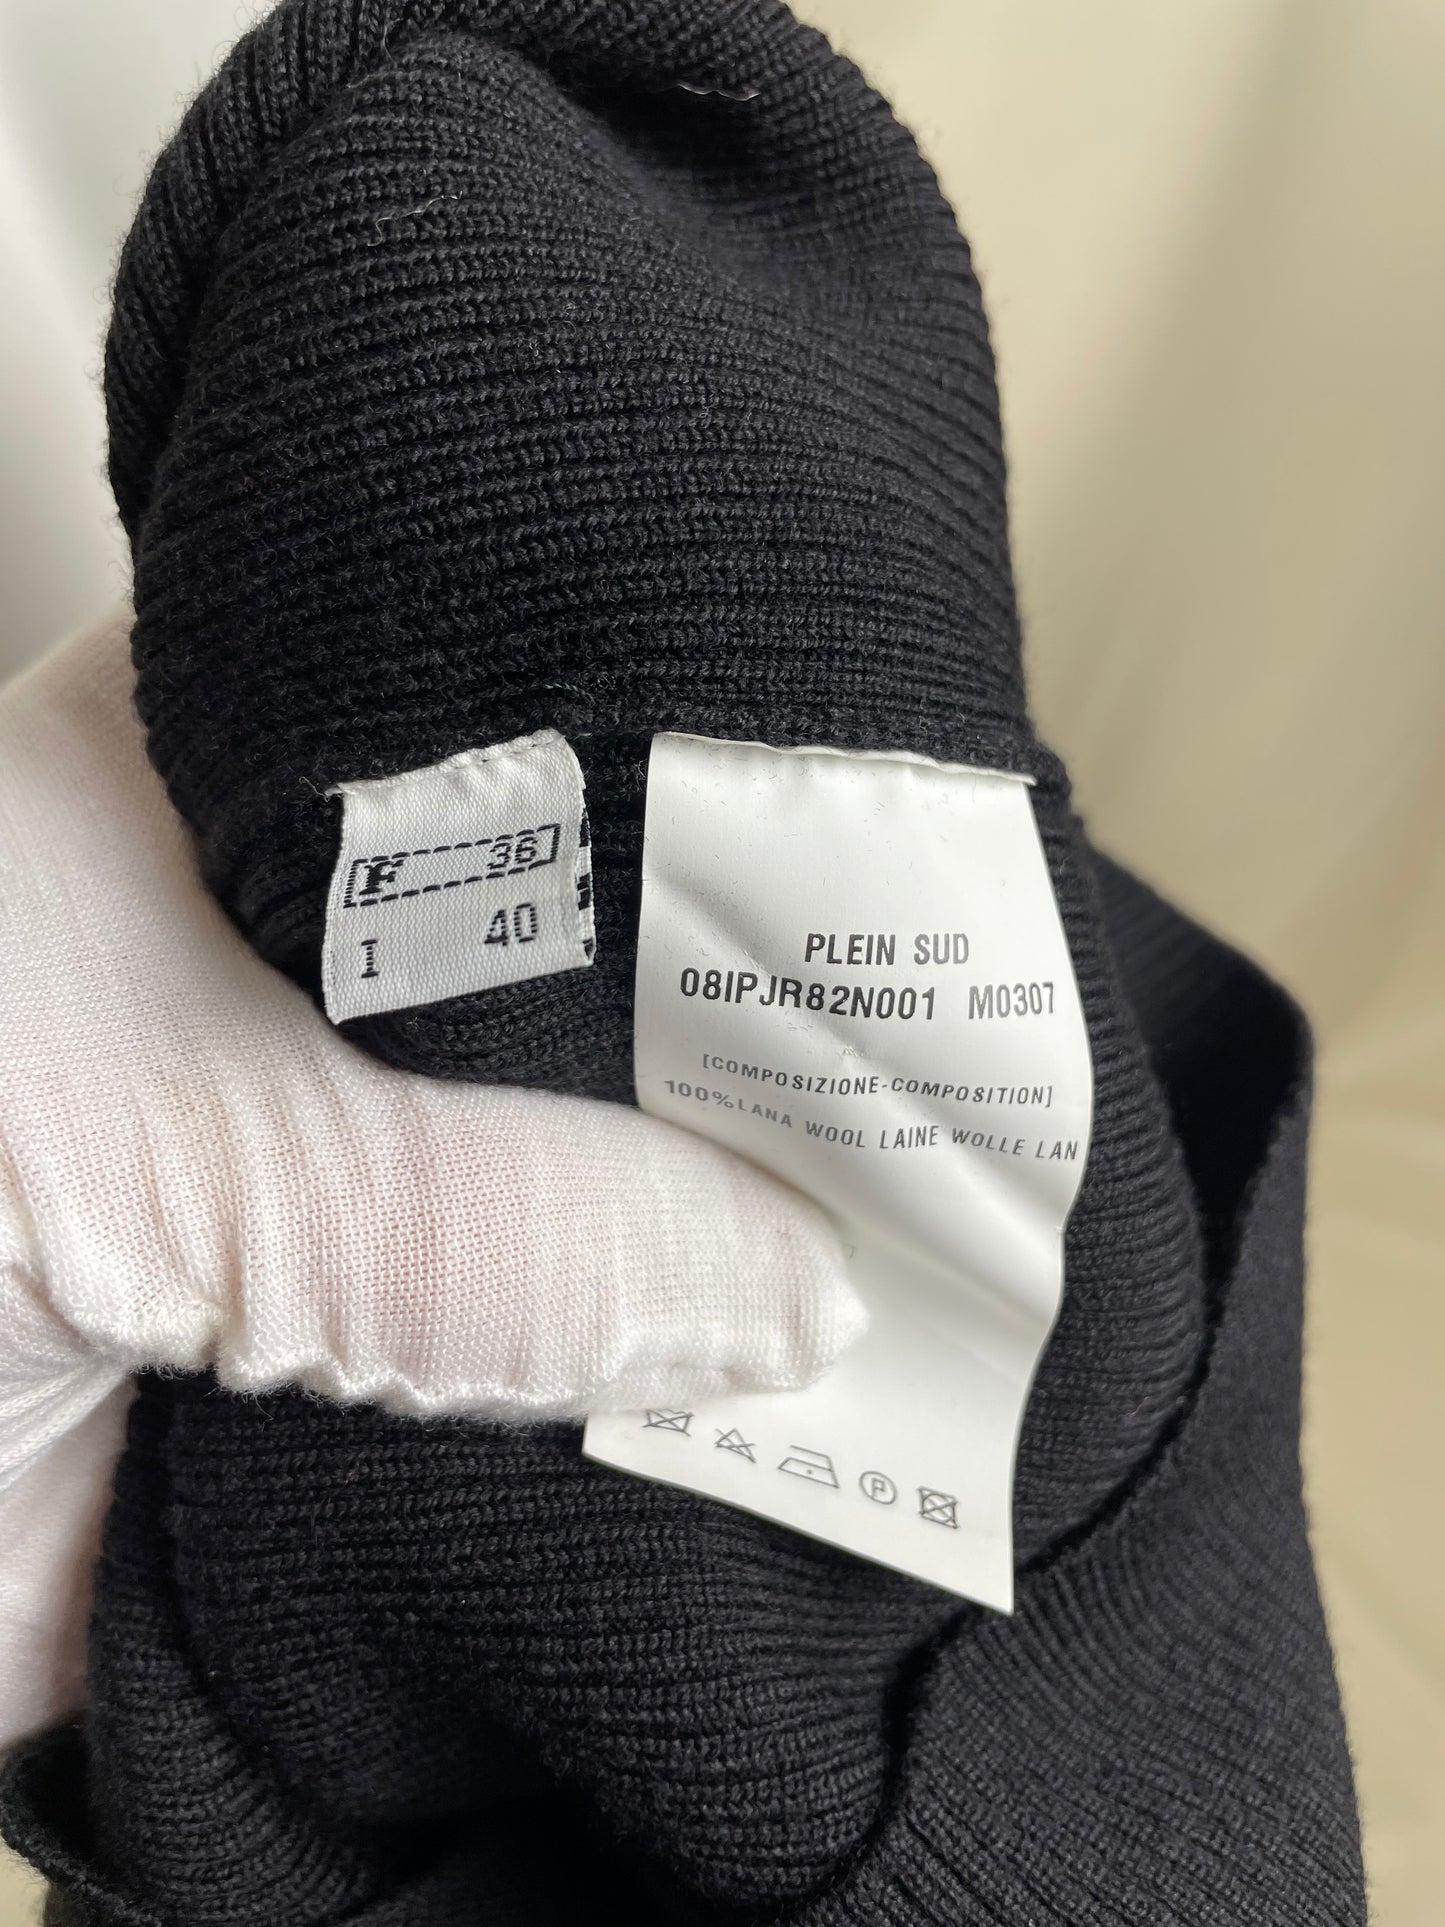 F 36
I 40
PLEIN SUD
08IPJR82N001 M0307
[COMPOSIZIONE-COMPOSITION]
100%LANA WOOL LAINE WOLLE LAN
P